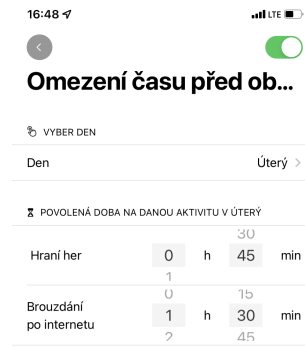 16:48 LTE
Omezení času před ob...
VYBER DEN
Den Úterý
POVOLENÁ DOBA NA DANOU AKTIVITU V ÚTERÝ
30
Hraní her 0 h 45 min
1
0 15
Brouzdání
po internetu 1 h 30 min
2 45